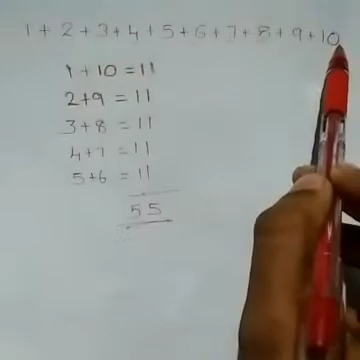 1 + 2 + 3 + 4 + 5 + 6 + 7 + 8 + 9 + 10
1 + 10 = 11
2 + 9 = 11
3 + 8 = 11
4 + 7 = 11
5 + 6 = 11
55